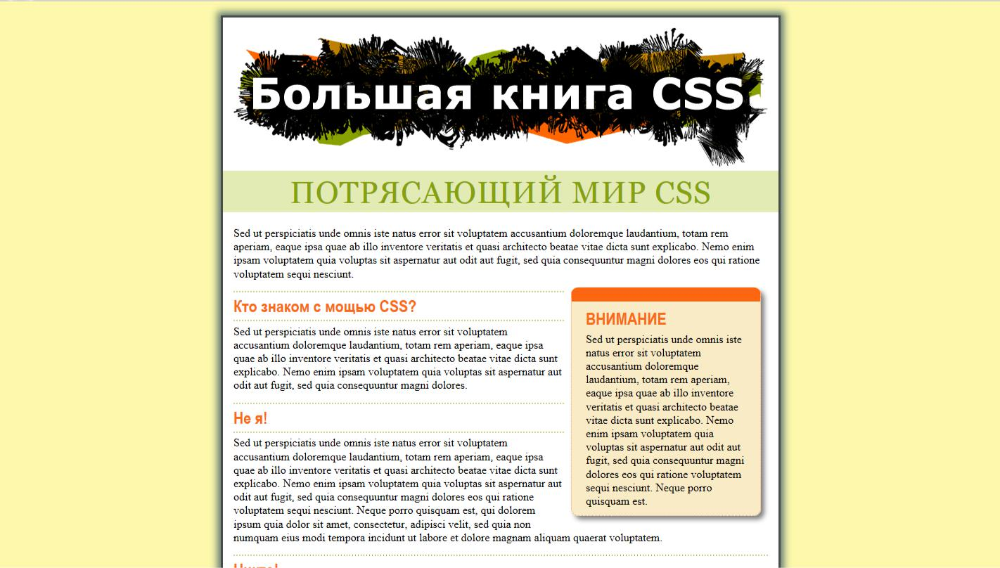 Большая книга CSS
ПОТРЯСАЮЩИЙ МИР CSS
Sed ut perspiciatis unde omnis iste natus error sit voluptatem accusantium doloremque laudantium, totam rem
aperiam, eaque ipsa quae ab illo inventore veritatis et quasi architecto beatae vitae dicta sunt explicabo. Nemo enim
ipsam voluptatem quia voluptas sit aspernatur aut odit aut fugit, sed quia consequuntur magni dolores eos qui ratione
voluptatem sequi nesciunt.
Кто знаком с мощью CSS?
Sed ut perspiciatis unde omnis iste natus error sit voluptatem
accusantium doloremque laudantium, totam rem aperiam, eaque ipsa
quae ab illo inventore veritatis et quasi architecto beatae vitae dicta sunt
explicabo. Nemo enim ipsam voluptatem quia voluptas sit aspernatur aut
odit aut fugit, sed quia consequuntur magni dolores.
Не я!
Sed ut perspiciatis unde omnis iste natus error sit voluptatem
accusantium doloremque laudantium, totam rem aperiam, eaque ipsa
quae ab illo inventore veritatis et quasi architecto beatae vitae dicta sunt
explicabo. Nemo enim ipsam voluptatem quia voluptas sit aspernatur aut
odit aut fugit, sed quia consequuntur magni dolores eos qui ratione
voluptatem sequi nesciunt. Neque porro quisquam est, qui dolorem
ipsum quia dolor sit amet, consectetur, adipisci velit, sed quia non
numquam eius modi tempora incidunt ut labore et dolore magnam aliquam quaerat voluptatem.
ВНИМАНИЕ
Sed ut perspiciatis unde omnis iste
natus error sit voluptatem
accusantium doloremque
laudantium, totam rem aperiam,
eaque ipsa quae ab illo inventore
veritatis et quasi architecto beatae
vitae dicta sunt explicabo. Nemo
enim ipsam voluptatem quia
voluptas sit aspernatur aut odit aut
fugit, sed quia consequuntur magni
dolores eos qui ratione voluptatem
sequi nesciunt. Neque porro
quisquam est.